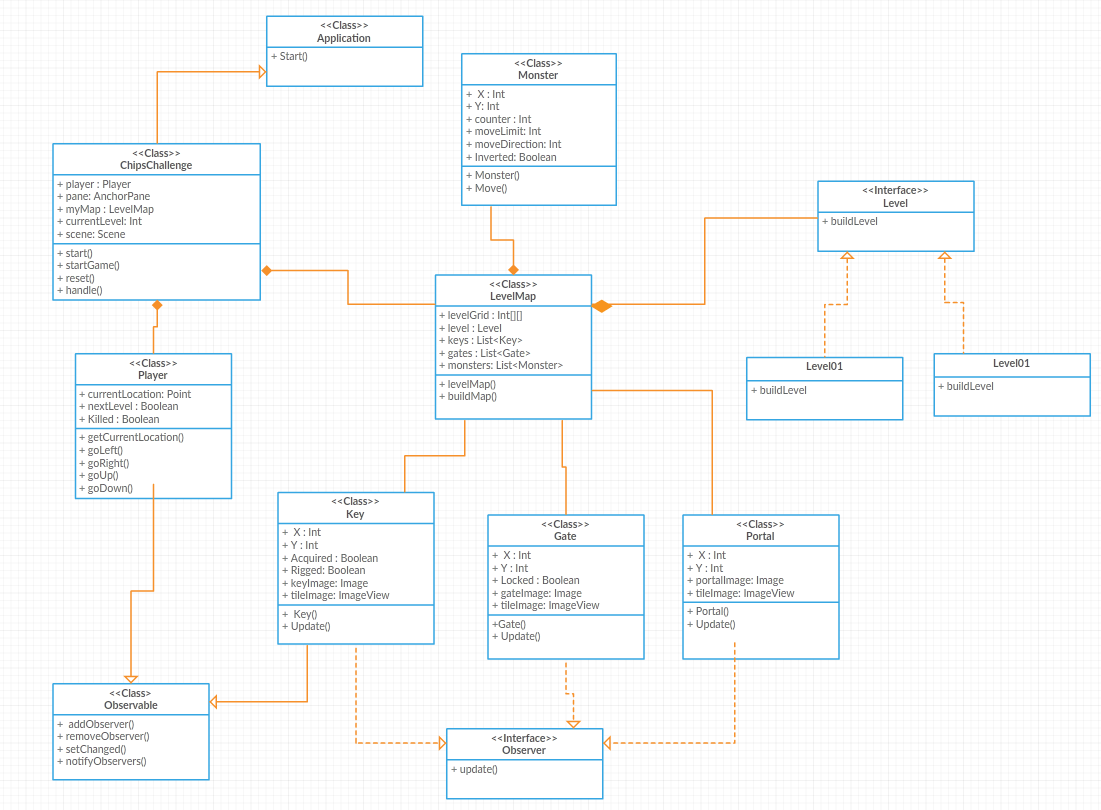 <<Class>>
Application
+ Start()
<<Class>>
Monster
+ X : Int
+ Y: Int
+ counter : Int
+ moveLimit: Int
+ moveDirection: Int
+ Inverted: Boolean
+ Monster()
+ Move()
<<Class>>
ChipsChallenge
+ player : Player
+ pane: AnchorPane
+ myMap : LevelMap
+ currentLevel: Int
+ scene: Scene
+ start()
+ startGame()
+ reset()
+ handle()
<<Interface>>
Level
+ buildLevel
<<Class>>
LevelMap
+ levelGrid : Int[][]
+ level : Level
+ keys : List<Key>
+ gates : List<Gate>
+ monsters: List<Monster>
+ levelMap()
+ buildMap()
<<Class>>
Player
+ currentLocation: Point
+ nextLevel : Boolean
+ Killed : Boolean
+ getCurrentLocation()
+ goLeft()
+ goRight()
+ goUp()
+ goDown()
Level01
+ buildLevel
Level01
+ buildLevel
<<Class>>
Key
+ X : Int
+ Y : Int
+ Acquired : Boolean
+ Rigged: Boolean
+ keyImage: Image
+ tileImage: ImageView
+ Key()
+ Update()
<<Class>>
Gate
+ X : Int
+ Y : Int
+ Locked : Boolean
+ gateImage: Image
+ tileImage: ImageView
+Gate()
+ Update()
<<Class>>
Portal
+ X : Int
+ Y : Int
+ portalImage: Image
+ tileImage: ImageView
+ Portal()
+ Update()
<<Class>
Observable
+ addObserver()
+ removeObserver()
+ setChanged()
+ notifyObservers()
<<Interface>>
Observer
+ update()